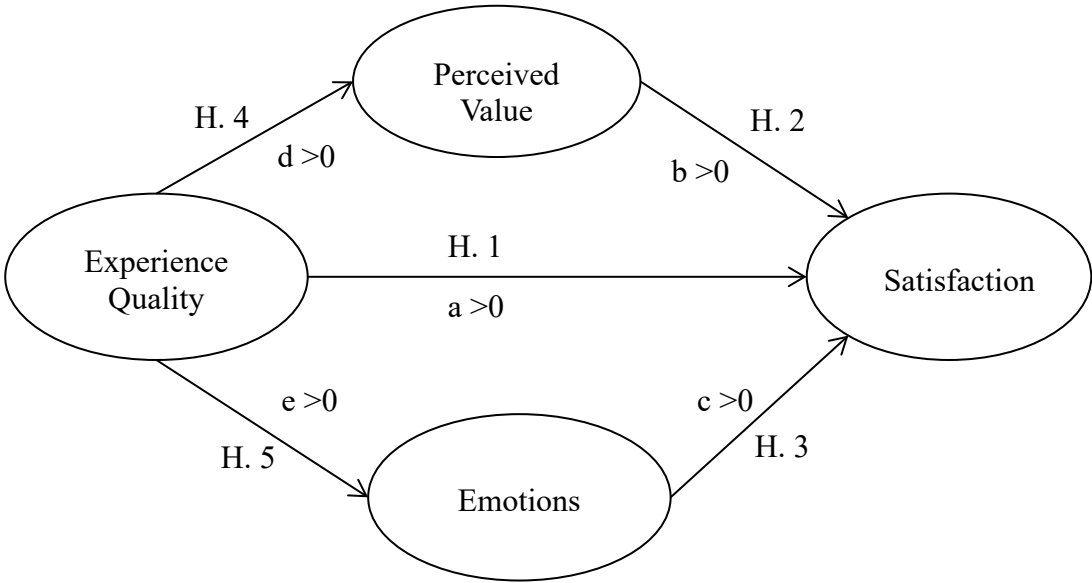 Perceived
Value
H. 4
d >0
H. 2
b >0
Experience
Quality
H. 1
a >0
Satisfaction
e >0
H. 5
c >0
H. 3
Emotions